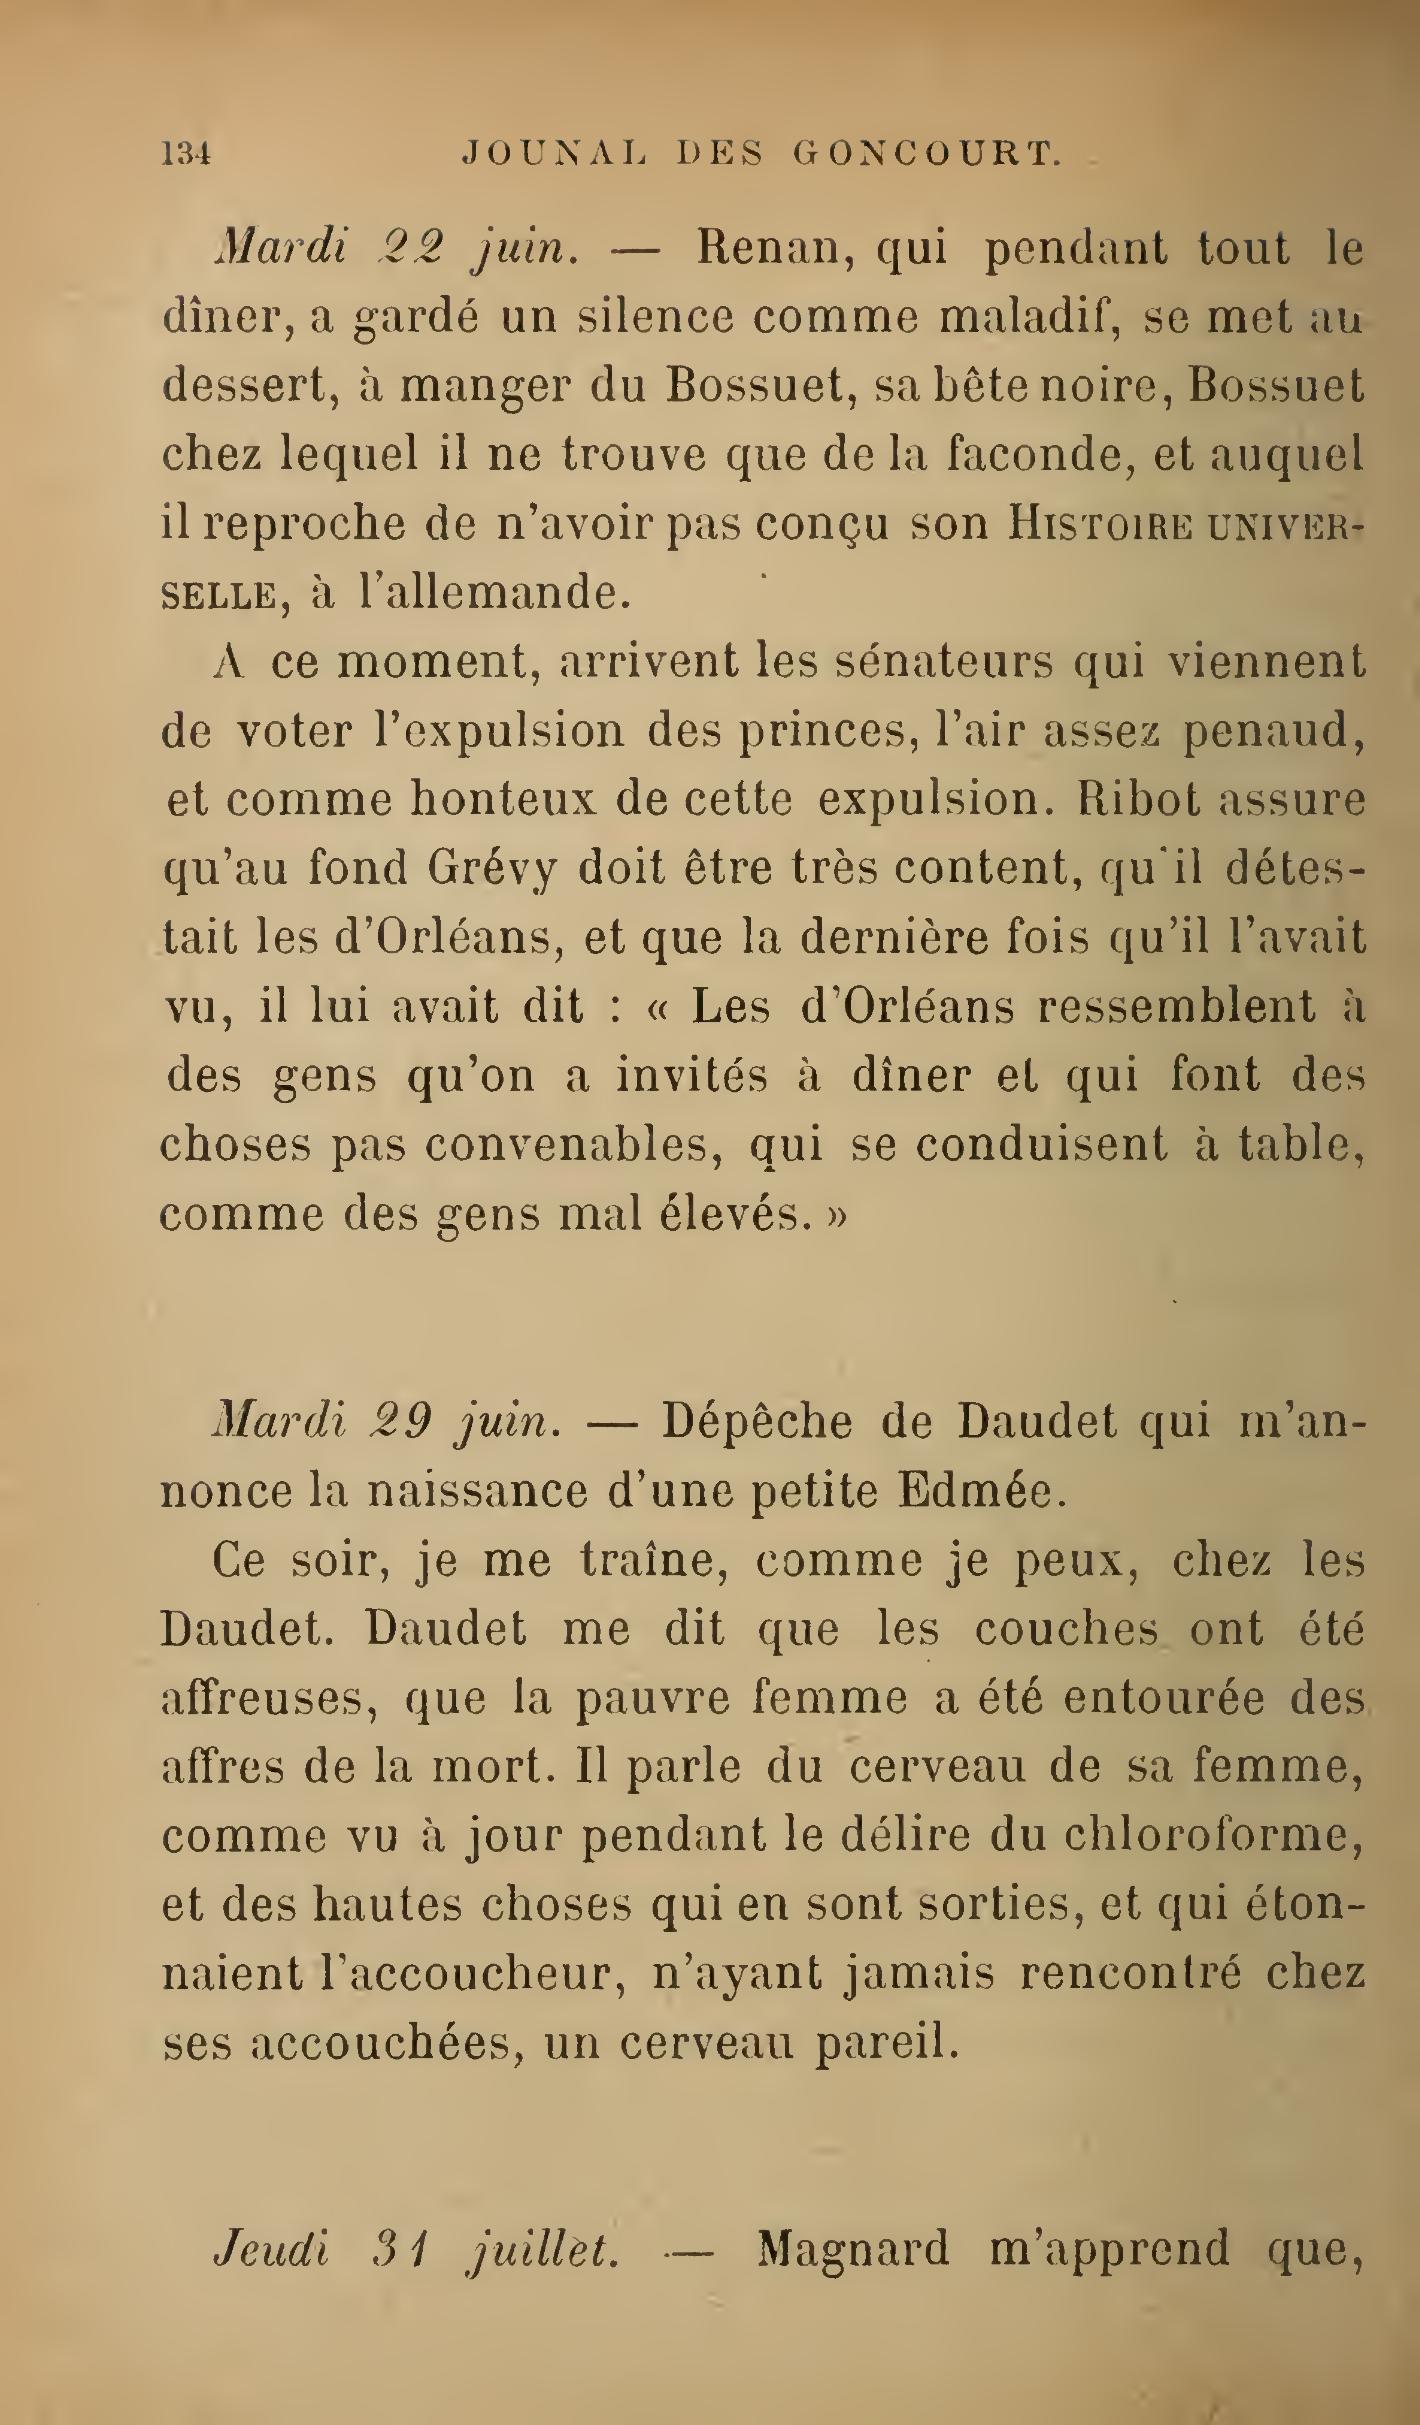 134 JOUNAL DES GONCOURT.
Mardi 22 juin. — Renan, qui pendant tout le
dîner, a gardé un silence comme maladif, se met au
dessert, à manger du Bossuet, sa bête noire, Bossuet
chez lequel il ne trouve que de la faconde, et auquel
il reproche de n'avoir pas conçu son HISTOIRE UNIVER-
SELLE, à l'allemande.
A ce moment, arrivent les sénateurs qui viennent
de voter l'expulsion des princes, l'air assez penaud,
et comme honteux de cette expulsion. Ribot assure
qu'au fond Grévy doit être très content, qu'il détes-
tait les d'Orléans, et que la dernière fois qu'il l'avait
vu, il lui avait dit : « Les d'Orléans ressemblent à
des gens qu'on a invités à dîner et qui font des
choses pas convenables, qui se conduisent à table,
comme des gens mal élevés. »
Mardi 29 juin. — Dépêche de Daudet qui m'an-
nonce la naissance d'une petite Edmée.
Ce soir, je me traîne, comme je peux, chez les
Daudet. Daudet me dit que les couches ont été
affreuses, que la pauvre femme a été entourée des
affres de la mort. Il parle du cerveau de sa femme,
comme vu à jour pendant le délire du chloroforme,
et des hautes choses qui en sont sorties, et qui éton-
naient l'accoucheur, n'ayant jamais rencontré chez
ses accouchées, un cerveau pareil.
Jeudi 31 juillet. — Magnard m'apprend que,